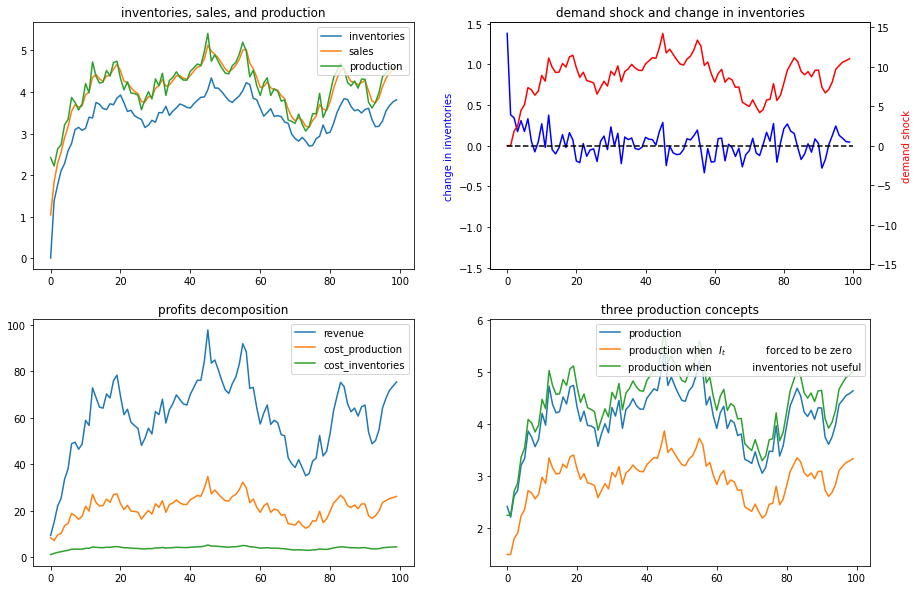 inventories, sales, and production
inventories
sales
production
5
4
3
2
1
0
0 20 40 60 80 100
demand shock and change in inventories
change in inventories
1.5
1.0
0.5
0.0
−0.5
−1.0
−1.5
0 20 40 60 80 100
15
10
5
0
−5
−10
−15
demand shock
profits decomposition
revenue
cost_production
cost_inventories
100
80
60
40
20
0
0 20 40 60 80 100
three production concepts
production
production when I_t forced to be zero
production when inventories not useful
6
5
4
3
2
0 20 40 60 80 100